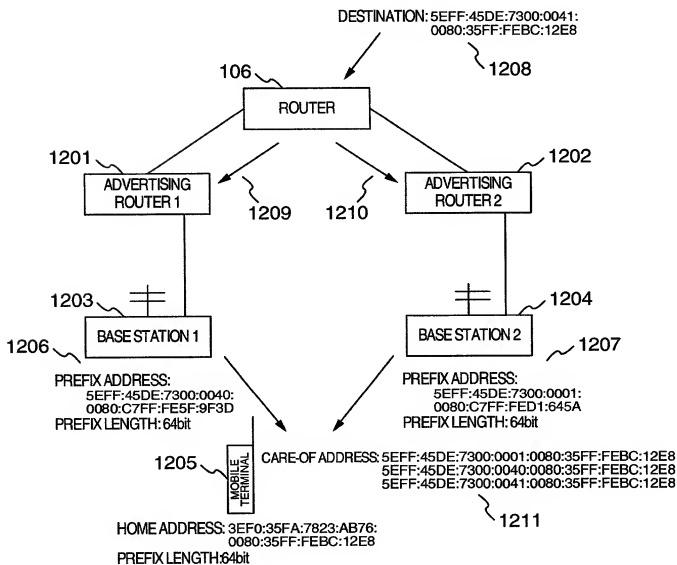 DESTINATION: 5EFF:45DE:7300:0041:
0080:35FF:FEBC:12E8
1208
106
ROUTER
1201
1202
ADVERTISING
ROUTER 1
1209
1210
ADVERTISING
ROUTER 2
1203
1204
BASE STATION 1
BASE STATION 2
1206
1207
PREFIX ADDRESS:
5EFF:45DE:7300:0040:
0080:C7FF:FE5F:9F3D
PREFIX LENGTH: 64bit
PREFIX ADDRESS:
5EFF:45DE:7300:0001:
0080:C7FF:FED1:645A
PREFIX LENGTH: 64bit
1205
MOBILE
TERMINAL
CARE-OF ADDRESS: 5EFF:45DE:7300:0001:0080:35FF:FEBC:12E8
5EFF:45DE:7300:0040:0080:35FF:FEBC:12E8
5EFF:45DE:7300:0041:0080:35FF:FEBC:12E8
1211
HOME ADDRESS: 3EF0:35FA:7823:AB76:
0080:35FF:FEBC:12E8
PREFIX LENGTH:64bit